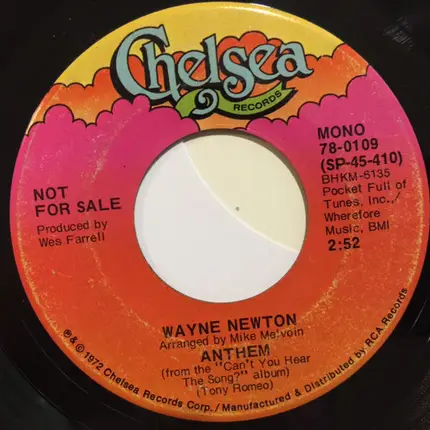 Chelsea
RECORDS
MONO
78-0109
(SP-45-410)
BHKM-5135
Pocket Full of
Tunes, Inc./
Wherefore
Music, BMI
2:52
NOT
FOR SALE
Produced by
Wes Farrell
WAYNE NEWTON
Arranged by Mike Melvoin
ANTHEM
(from the "Can't You Hear
The Song?" album)
(Tony Romeo)
℗&© 1972 Chelsea Records Corp./Manufactured & Distributed by RCA Records